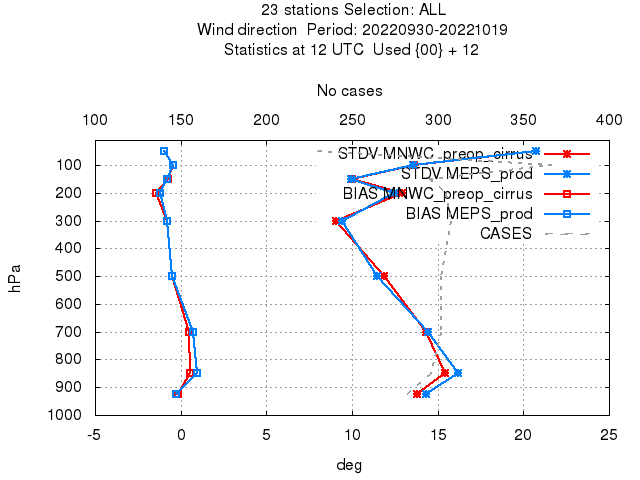 23 stations Selection: ALL
Wind direction  Period: 20220930-20221019
Statistics at 12 UTC  Used {00} + 12
No cases
100 150 200 250 300 350 400
STDV MNWC_preop_cirrus
STDV MEPS_prod
BIAS MNWC_preop_cirrus
BIAS MEPS_prod
CASES
hPa
100
200
300
400
500
600
700
800
900
1000
-5 0 5 10 15 20 25
deg